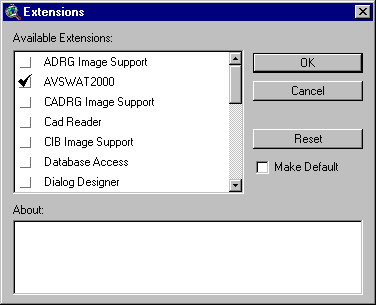 Extensions
Available Extensions:
ADRG Image Support
AVSWAT2000
CADRG Image Support
Cad Reader
CIB Image Support
Database Access
Dialog Designer
OK
Cancel
Reset
Make Default
About: